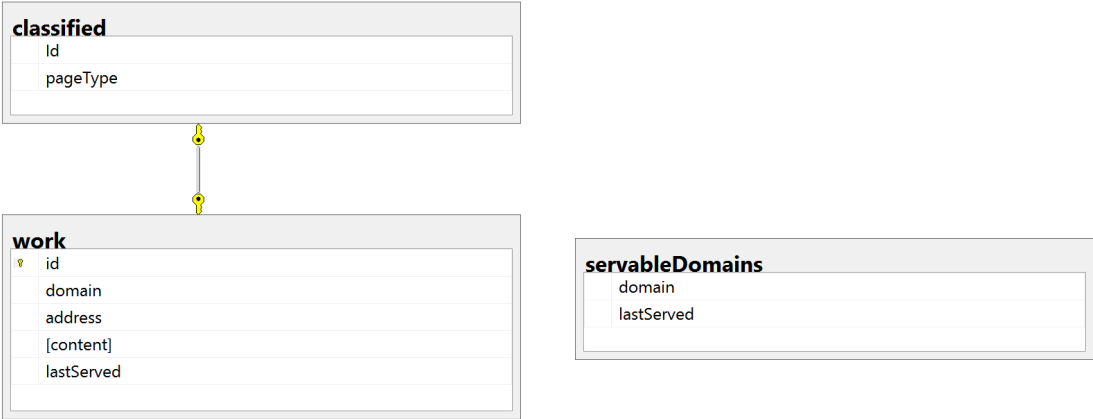 classified
Id
pageType
work
id
domain
address
[content]
lastServed
servableDomains
domain
lastServed